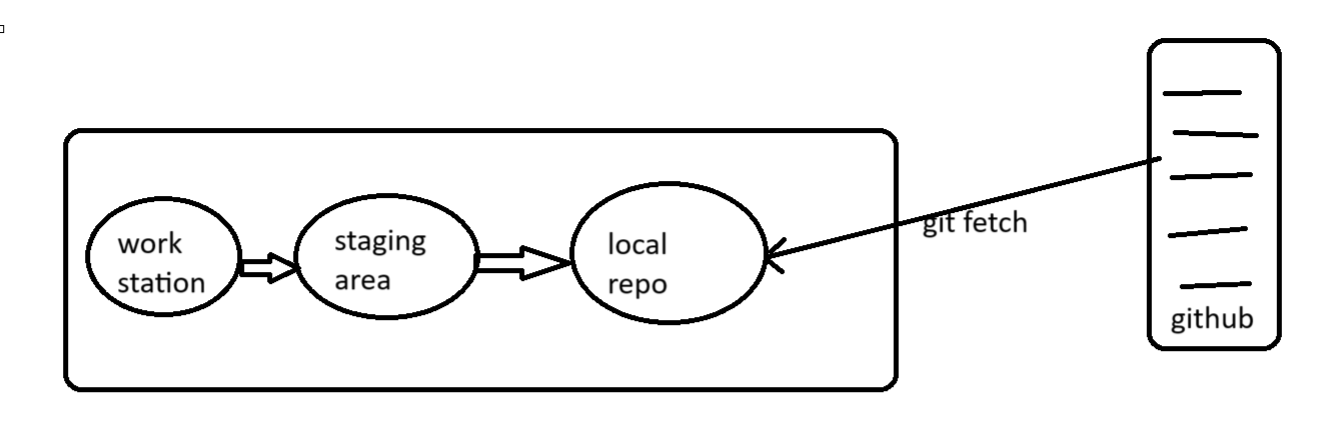 work
station
staging
area
local
repo
git fetch
github